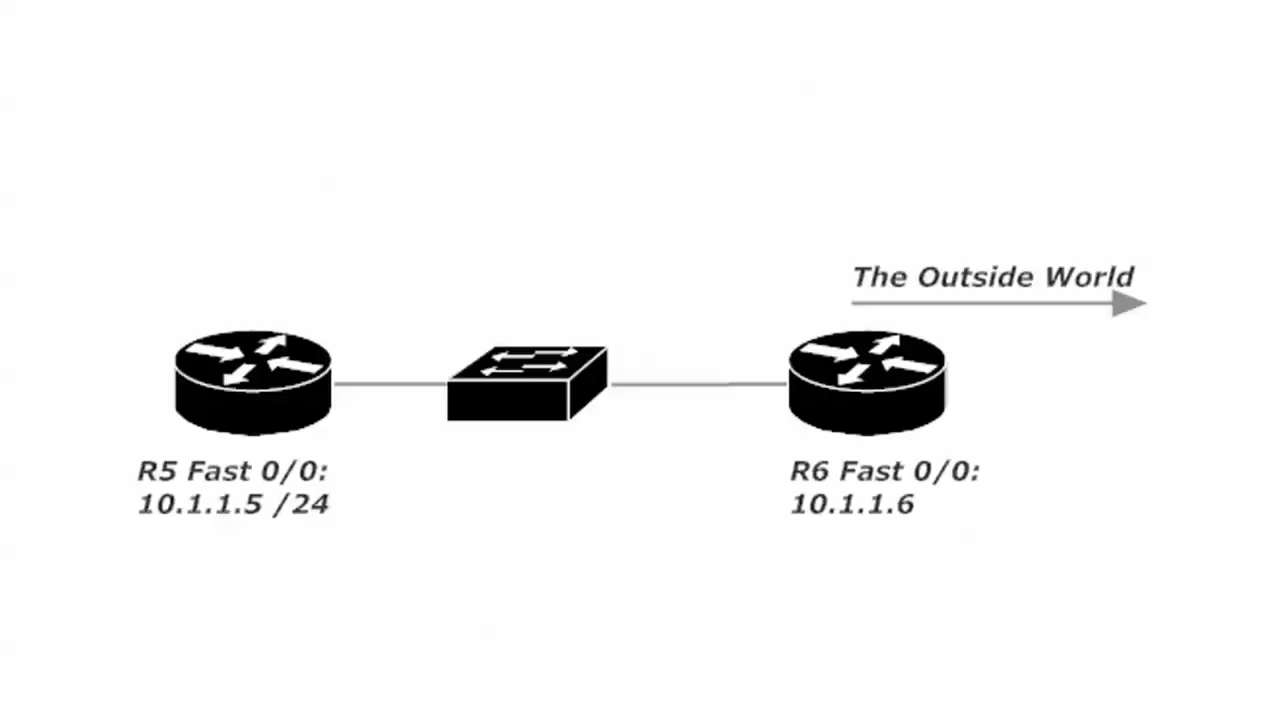 The Outside World
R5 Fast 0/0:
10.1.1.5 /24
R6 Fast 0/0:
10.1.1.6